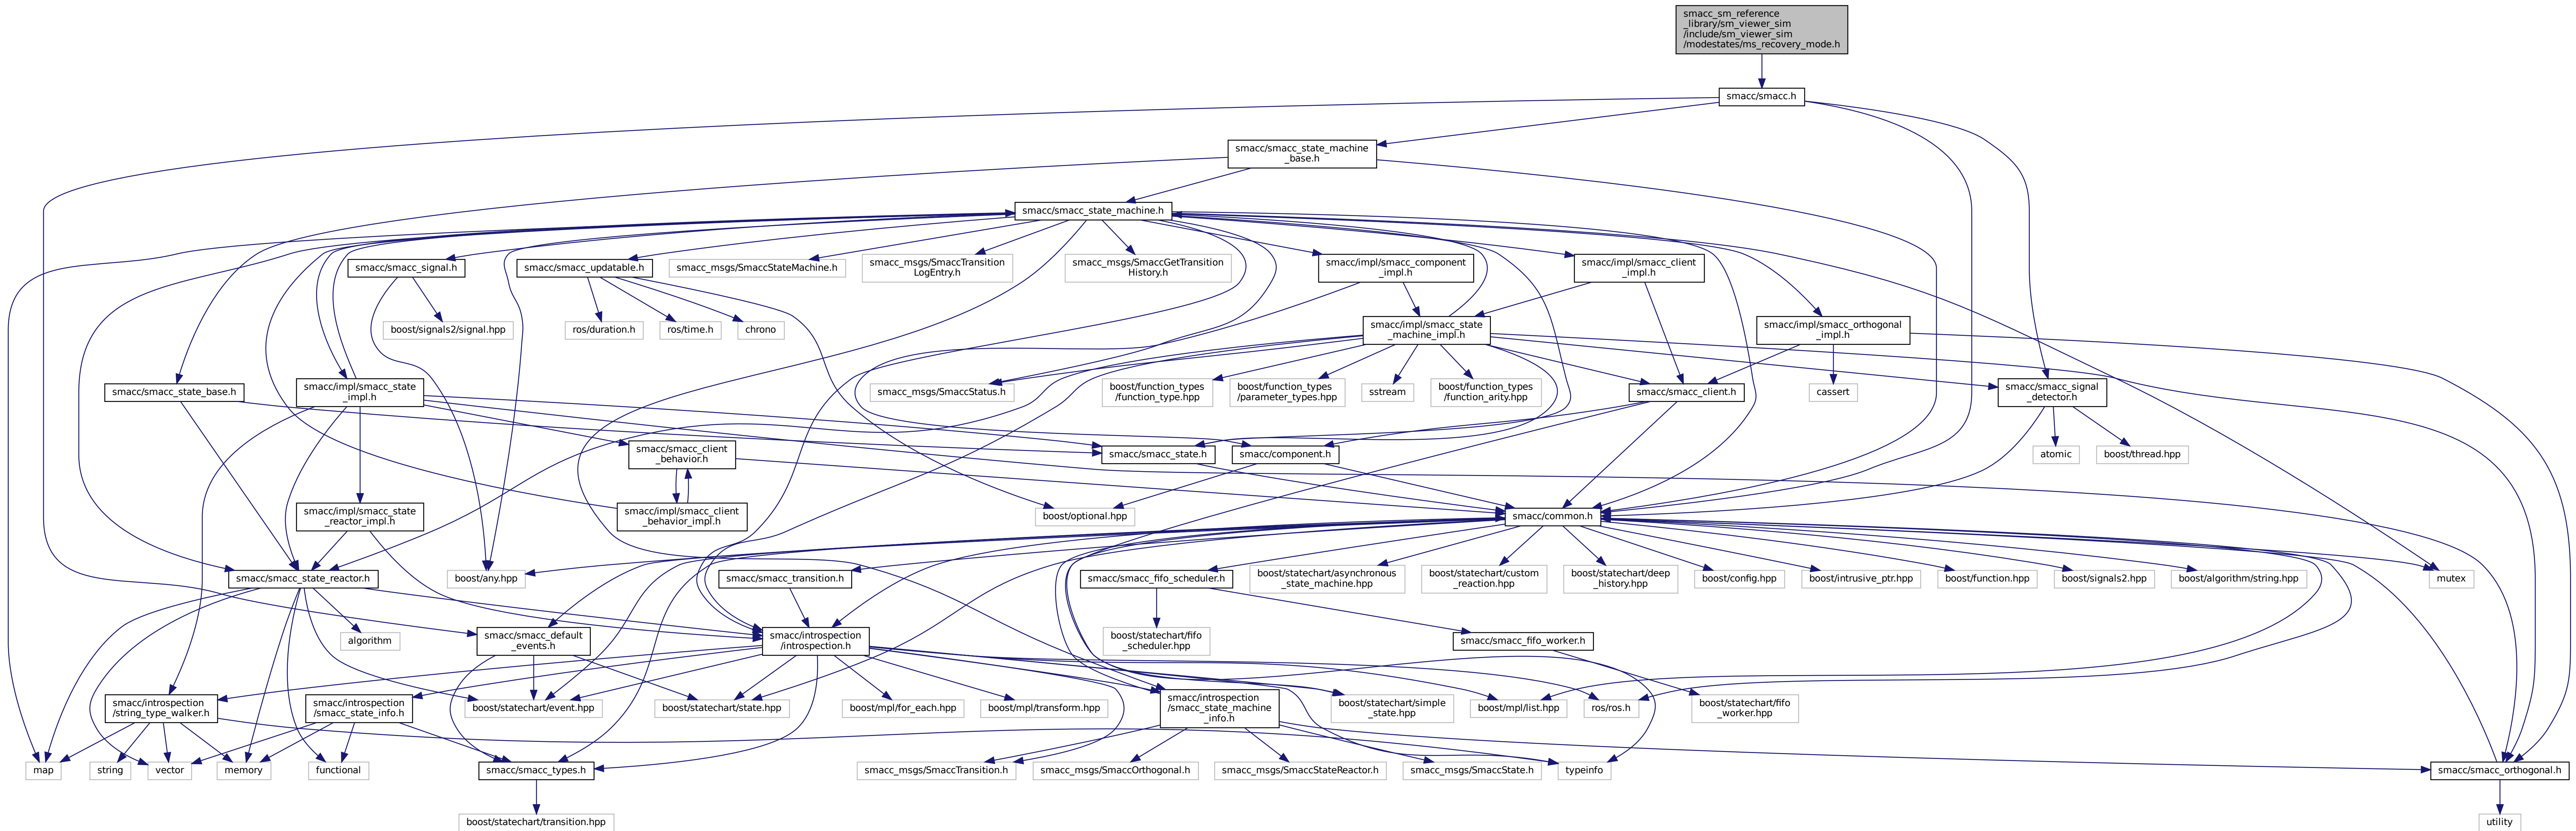 smacc_sm_reference
_library/sm_viewer_sim
/include/sm_viewer_sim
/modestates/ms_recovery_mode.h
smacc/smacc.h
smacc/smacc_state_machine
_base.h
smacc/smacc_state_machine.h
smacc/smacc_signal.h
smacc/smacc_updatable.h
smacc_msgs/SmaccStateMachine.h
smacc_msgs/SmaccTransition
LogEntry.h
smacc_msgs/SmaccGetTransition
History.h
smacc/impl/smacc_component
_impl.h
smacc/impl/smacc_client
_impl.h
boost/signals2/signal.hpp
ros/duration.h
ros/time.h
chrono
smacc/impl/smacc_state
_machine_impl.h
smacc/impl/smacc_orthogonal
_impl.h
smacc/smacc_state_base.h
smacc/impl/smacc_state
_impl.h
smacc_msgs/SmaccStatus.h
boost/function_types
/function_type.hpp
boost/function_types
/parameter_types.hpp
sstream
boost/function_types
/function_arity.hpp
smacc/smacc_client.h
cassert
smacc/smacc_signal
_detector.h
smacc/smacc_client
_behavior.h
smacc/smacc_state.h
smacc/component.h
atomic
boost/thread.hpp
smacc/impl/smacc_state
_reactor_impl.h
smacc/impl/smacc_client
_behavior_impl.h
boost/optional.hpp
smacc/common.h
smacc/smacc_state_reactor.h
boost/any.hpp
smacc/smacc_transition.h
smacc/smacc_fifo_scheduler.h
boost/statechart/asynchronous
_state_machine.hpp
boost/statechart/custom
_reaction.hpp
boost/statechart/deep
_history.hpp
boost/config.hpp
boost/intrusive_ptr.hpp
boost/function.hpp
boost/signals2.hpp
boost/algorithm/string.hpp
mutex
algorithm
smacc/smacc_default
_events.h
smacc/introspection
/introspection.h
boost/statechart/fifo
_scheduler.hpp
smacc/smacc_fifo_worker.h
smacc/introspection
/string_type_walker.h
smacc/introspection
/smacc_state_info.h
boost/statechart/event.hpp
boost/statechart/state.hpp
boost/mpl/for_each.hpp
boost/mpl/transform.hpp
smacc/introspection
/smacc_state_machine
_info.h
boost/statechart/simple
_state.hpp
boost/mpl/list.hpp
ros/ros.h
boost/statechart/fifo
_worker.hpp
map
string
vector
memory
functional
smacc/smacc_types.h
smacc_msgs/SmaccTransition.h
smacc_msgs/SmaccOrthogonal.h
smacc_msgs/SmaccStateReactor.h
smacc_msgs/SmaccState.h
typeinfo
smacc/smacc_orthogonal.h
boost/statechart/transition.hpp
utility